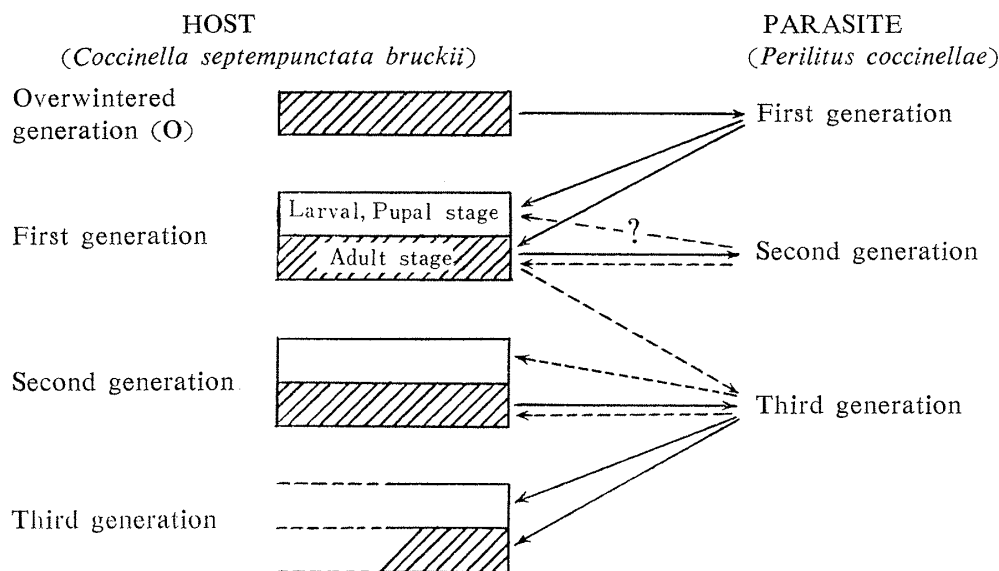 HOST
(Coccinella septempunctata bruckii)
PARASITE
(Perilitus coccinellae)
Overwintered
generation (O)
First generation
First generation
Larval, Pupal stage
Adult stage
?
Second generation
Second generation
Third generation
Third generation